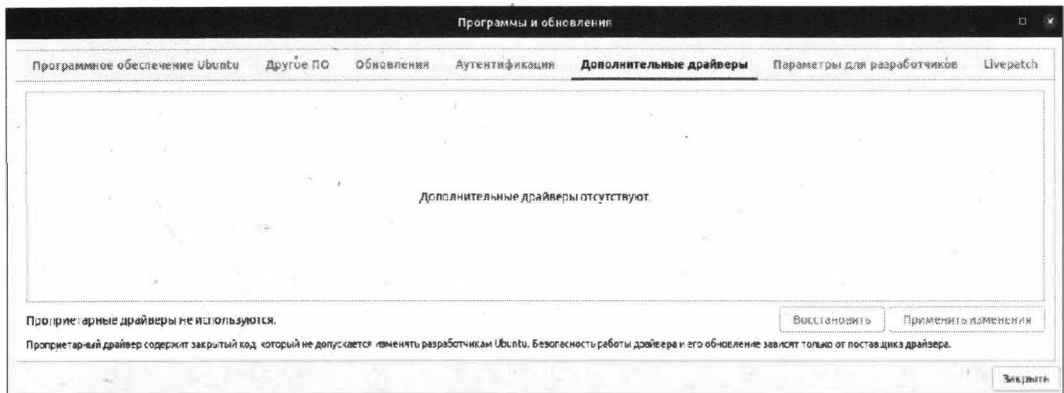 Программы и обновления
Программное обеспечение Ubuntu Другое ПО Обновления Аутентификация Дополнительные драйверы Параметры для разработчиков Livepatch
Дополнительные драйверы отсутствуют.
Проприетарные драйверы не используются.
Восстановить Применить изменения
Проприетарный драйвер содержит закрытый код, который не допускается изменять разработчикам Ubuntu. Безопасность работы драйвера и его обновление зависят только от поставщика драйвера.
Закрыть